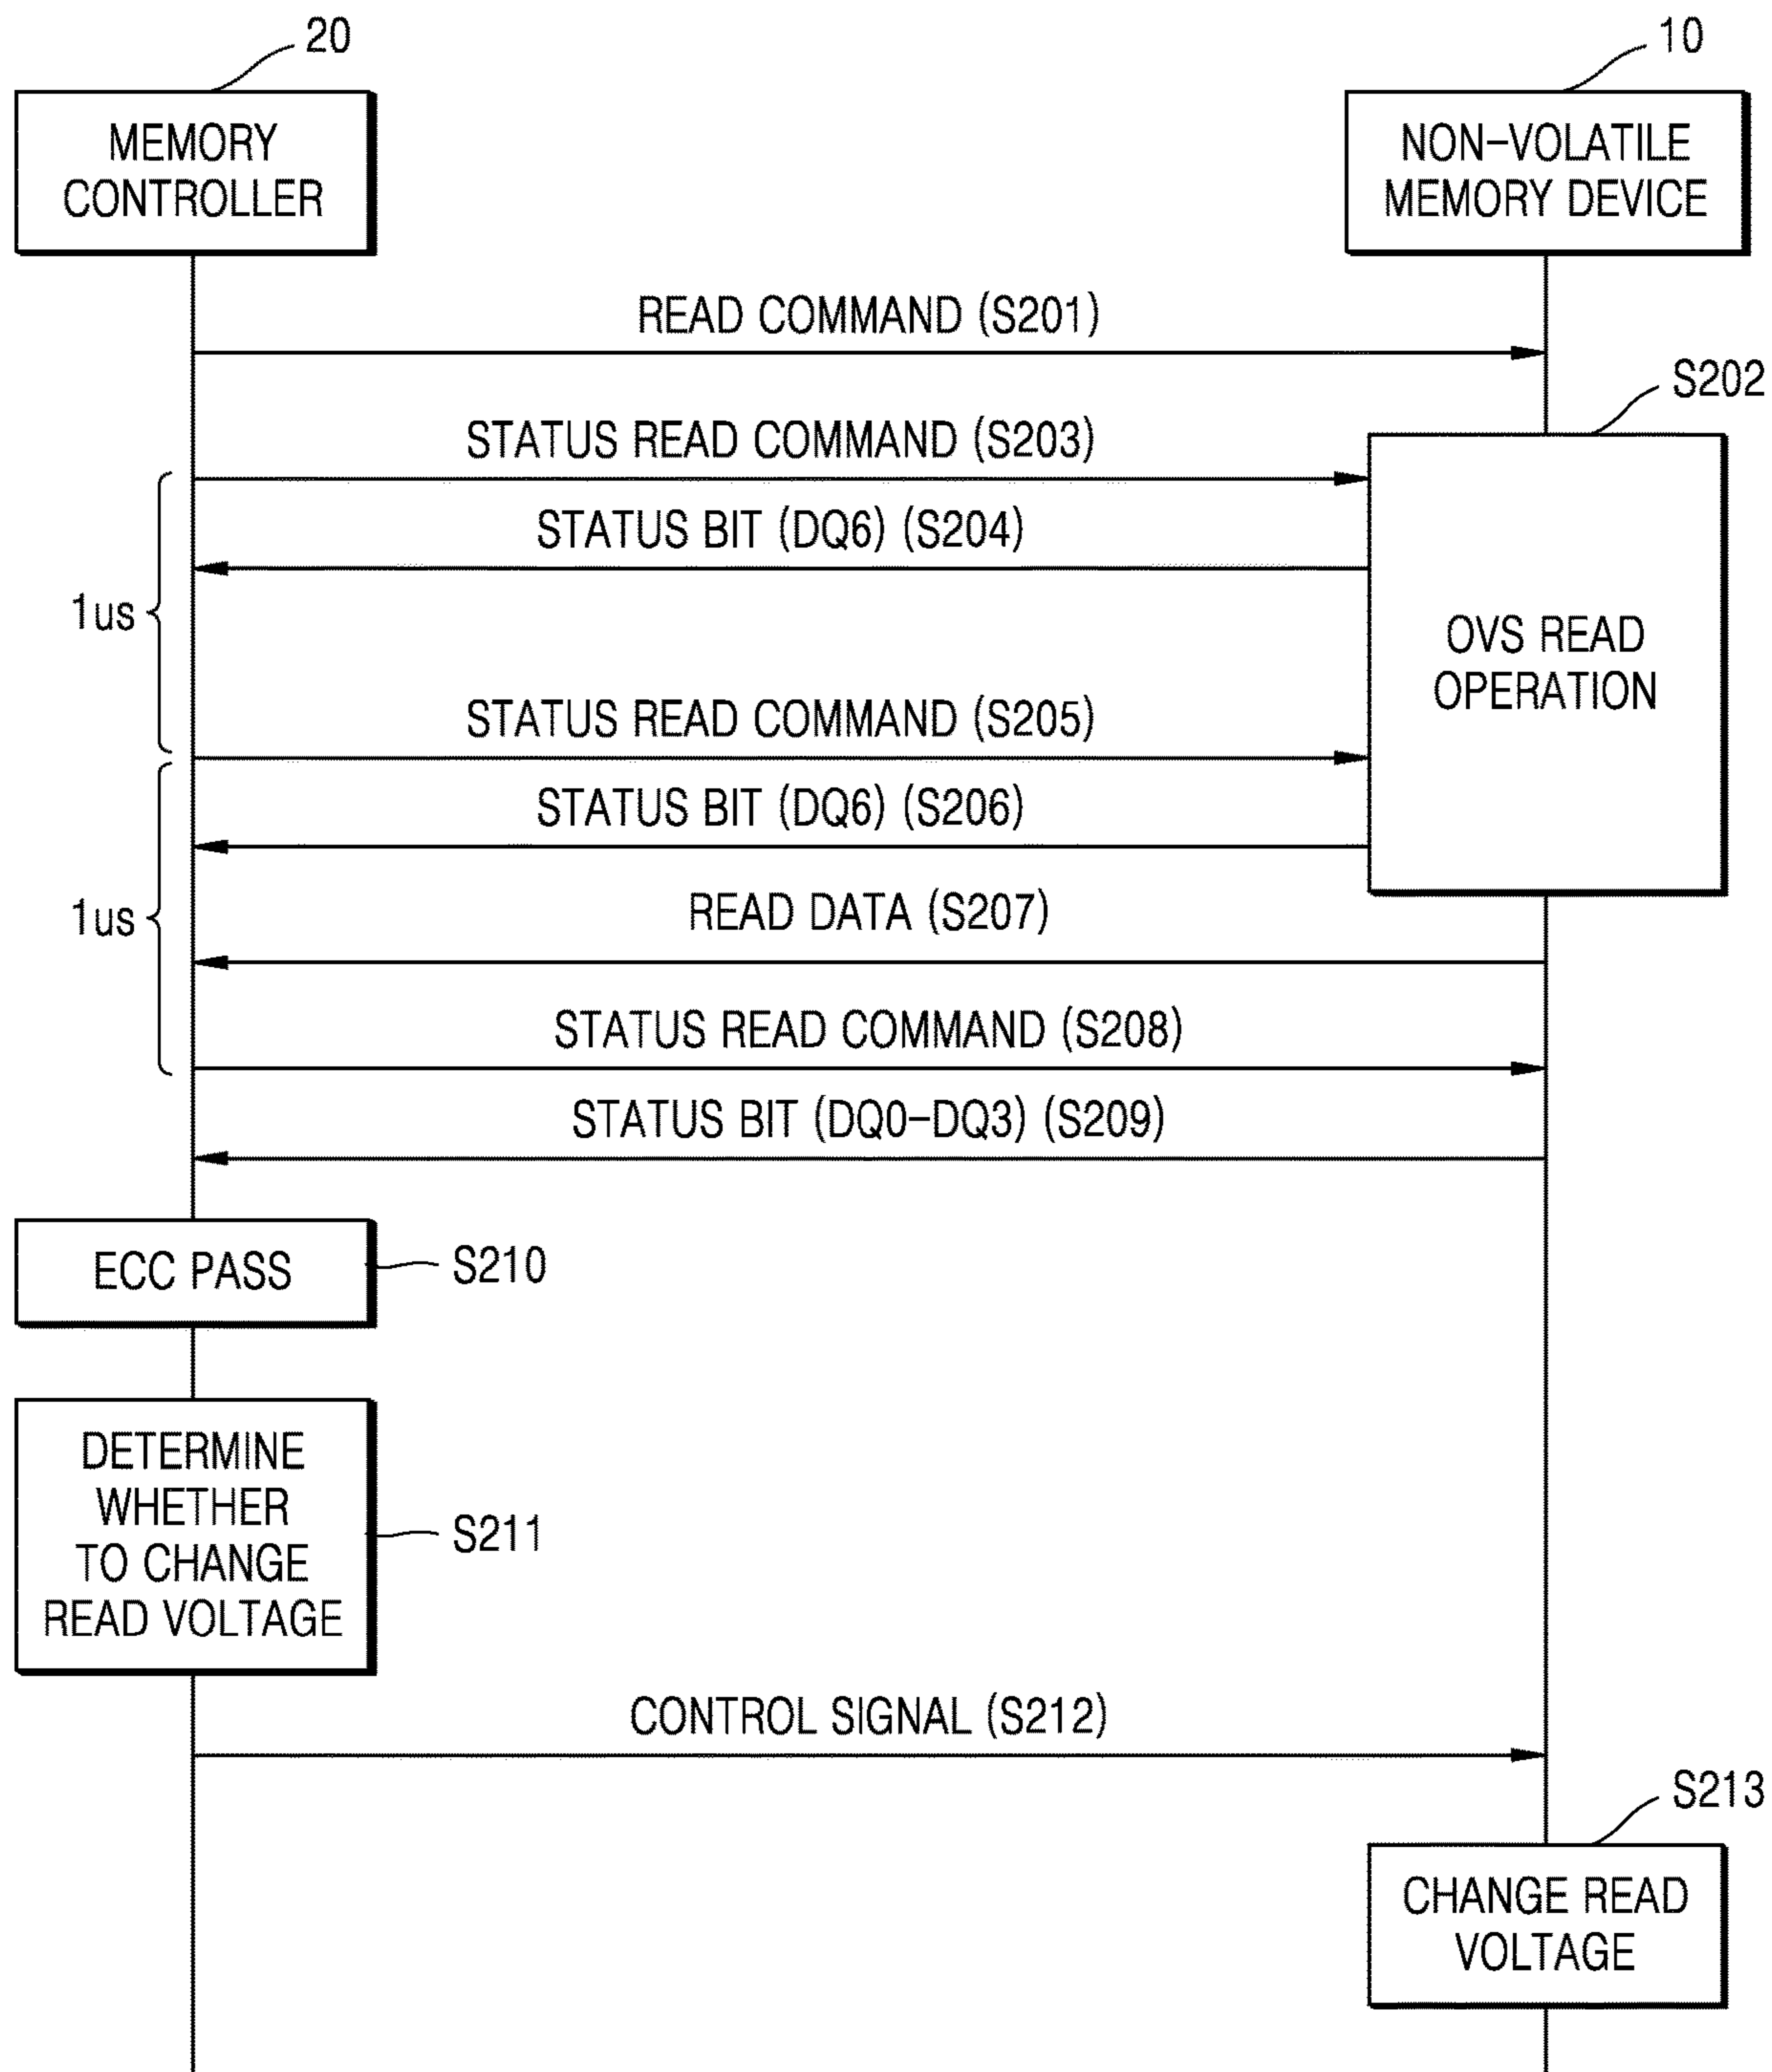 20
10
MEMORY
CONTROLLER
NON-VOLATILE
MEMORY DEVICE
READ COMMAND (S201)
S202
STATUS READ COMMAND (S203)
STATUS BIT (DQ6) (S204)
1us
OVS READ
OPERATION
STATUS READ COMMAND (S205)
STATUS BIT (DQ6) (S206)
1us
READ DATA (S207)
STATUS READ COMMAND (S208)
STATUS BIT (DQ0-DQ3) (S209)
ECC PASS
S210
DETERMINE
WHETHER
TO CHANGE
READ VOLTAGE
S211
CONTROL SIGNAL (S212)
S213
CHANGE READ
VOLTAGE